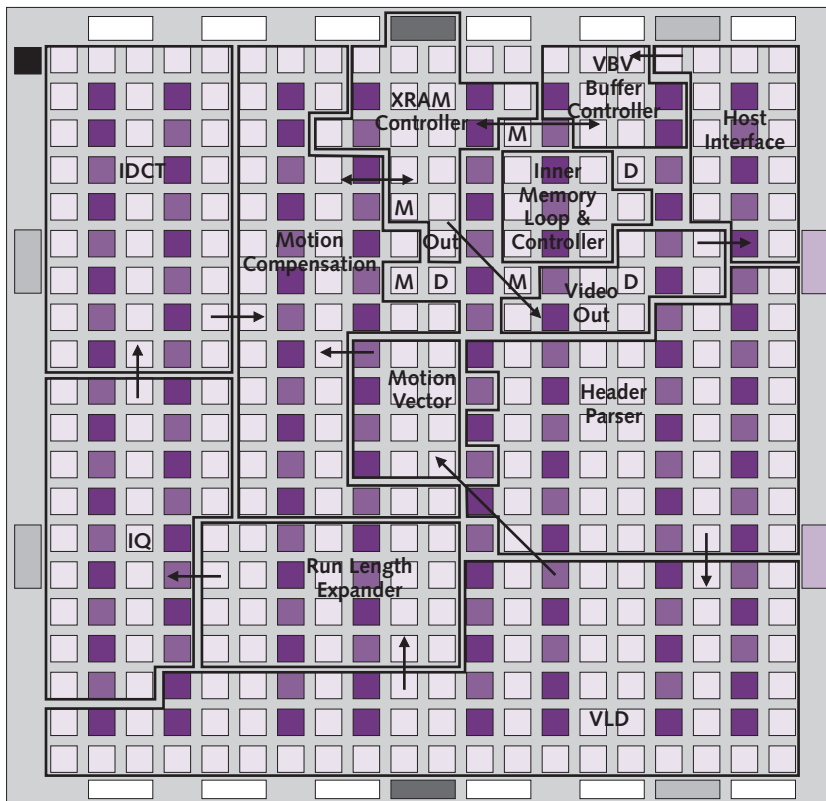 VBV
Buffer
Controller
XRAM
Controller
Host
Interface
M
IDCT
Inner
Memory
Loop &
Controller
D
M
Motion
Compensation
Out
M
D
M
Video
Out
D
Motion
Vector
Header
Parser
IQ
Run Length
Expander
VLD